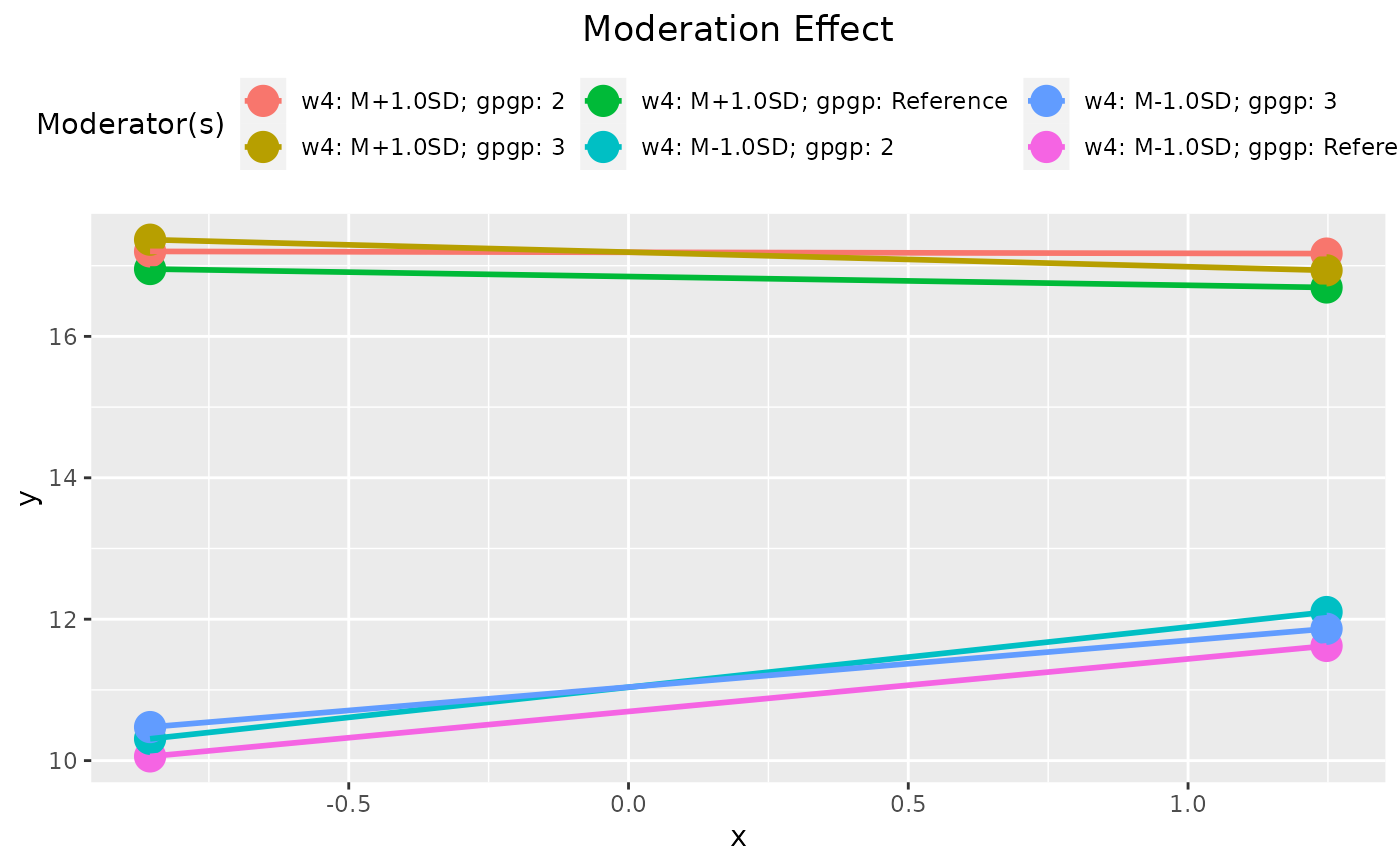 Moderation Effect
Moderator(s)
w4: M+1.0SD; gpgp: 2
w4: M+1.0SD; gpgp: Reference
w4: M-1.0SD; gpgp: 3
w4: M+1.0SD; gpgp: 3
w4: M-1.0SD; gpgp: 2
w4: M-1.0SD; gpgp: Refere
y
16
14
12
10
-0.5
0.0
0.5
1.0
x